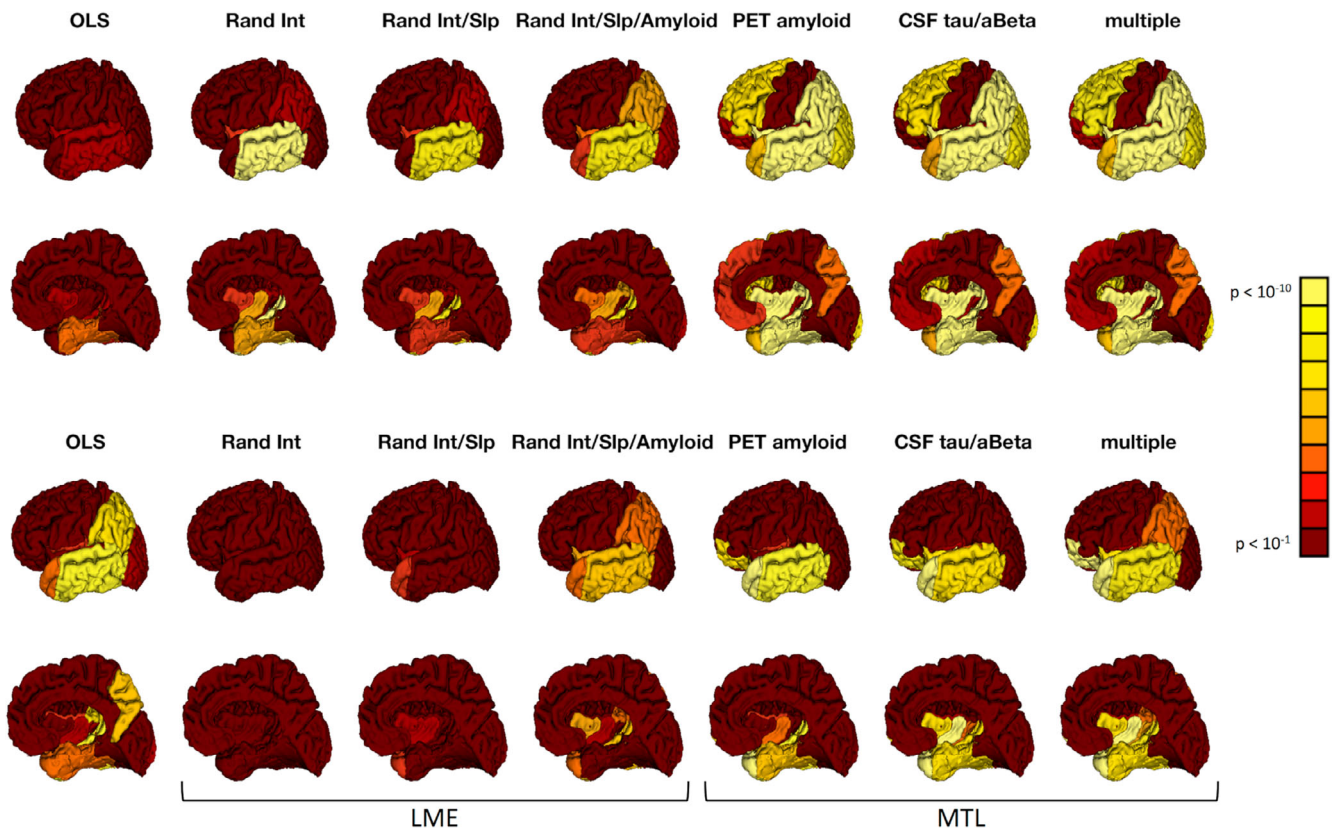 OLS Rand Int Rand Int/Slp Rand Int/Slp/Amyloid PET amyloid CSF tau/aBeta multiple
p < 10⁻¹⁰
OLS Rand Int Rand Int/Slp Rand Int/Slp/Amyloid PET amyloid CSF tau/aBeta multiple
p < 10⁻¹
LME MTL